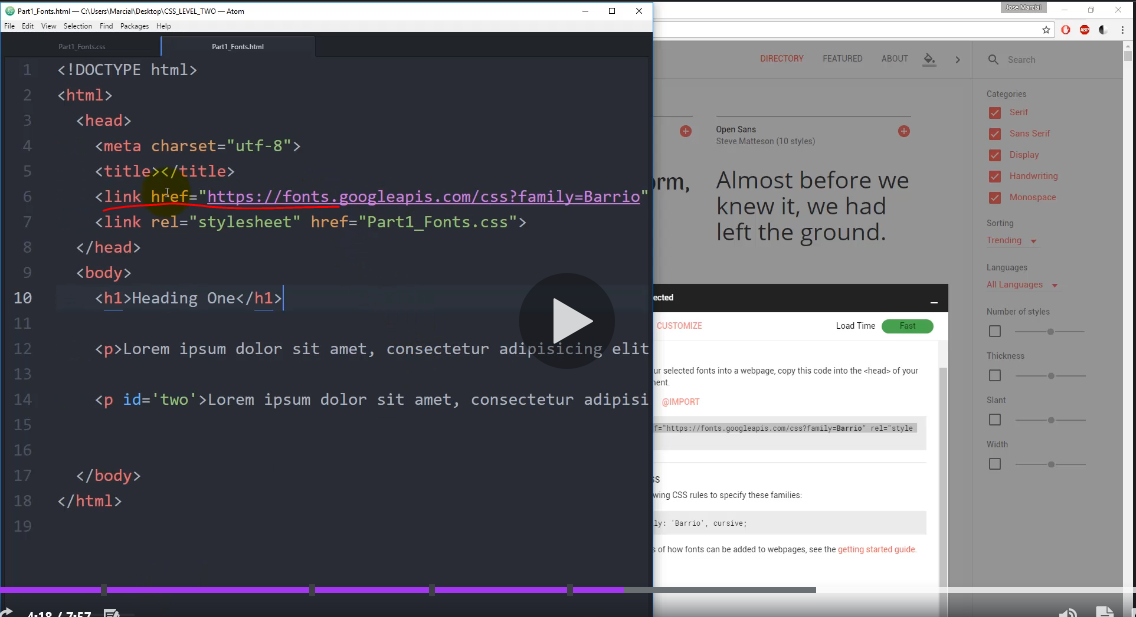 Part1_Fonts.html — C:\Users\Marcial\Desktop\CSS_LEVEL_TWO — Atom
File Edit View Selection Find Packages Help
Part1_Fonts.css Part1_Fonts.html
1 <!DOCTYPE html>
2 <html>
3 <head>
4 <meta charset="utf-8">
5 <title></title>
6 <link href="https://fonts.googleapis.com/css?family=Barrio"
7 <link rel="stylesheet" href="Part1_Fonts.css">
8 </head>
9 <body>
10 <h1>Heading One</h1>
11
12 <p>Lorem ipsum dolor sit amet, consectetur adipisicing elit
13
14 <p id='two'>Lorem ipsum dolor sit amet, consectetur adipisi
15
16
17 </body>
18 </html>
19
Jose Marcial
DIRECTORY FEATURED ABOUT
Search
Open Sans
Steve Matteson (10 styles)
orm,
Almost before we
knew it, we had
left the ground.
Categories
Serif
Sans Serif
Display
Handwriting
Monospace
Sorting
Trending
Languages
All Languages
Number of styles
Thickness
Slant
Width
ected
CUSTOMIZE Load Time Fast
ur selected fonts into a webpage, copy this code into the <head> of your
ment
@IMPORT
f="https://fonts.googleapis.com/css?family=Barrio" rel="style
SS
wing CSS rules to specify these families:
ly: 'Barrio', cursive;
s of how fonts can be added to webpages, see the getting started guide.
4:18 / 7:57